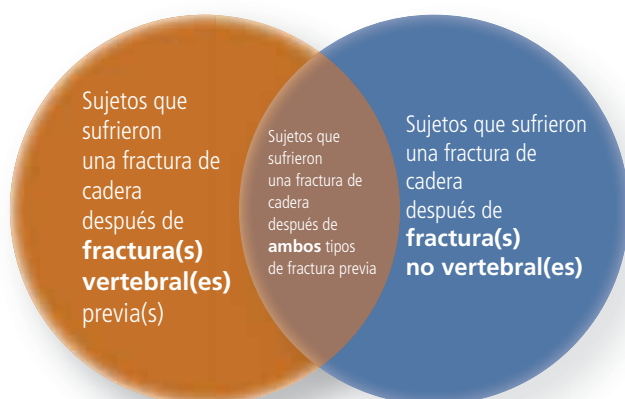 Sujetos que
sufrieron
una fractura de
cadera
después de
fractura(s)
vertebral(es)
previa(s)
Sujetos que
sufrieron
una fractura de
cadera
después de
ambos tipos
de fractura previa
Sujetos que sufrieron
una fractura de
cadera
después de
fractura(s)
no vertebral(es)